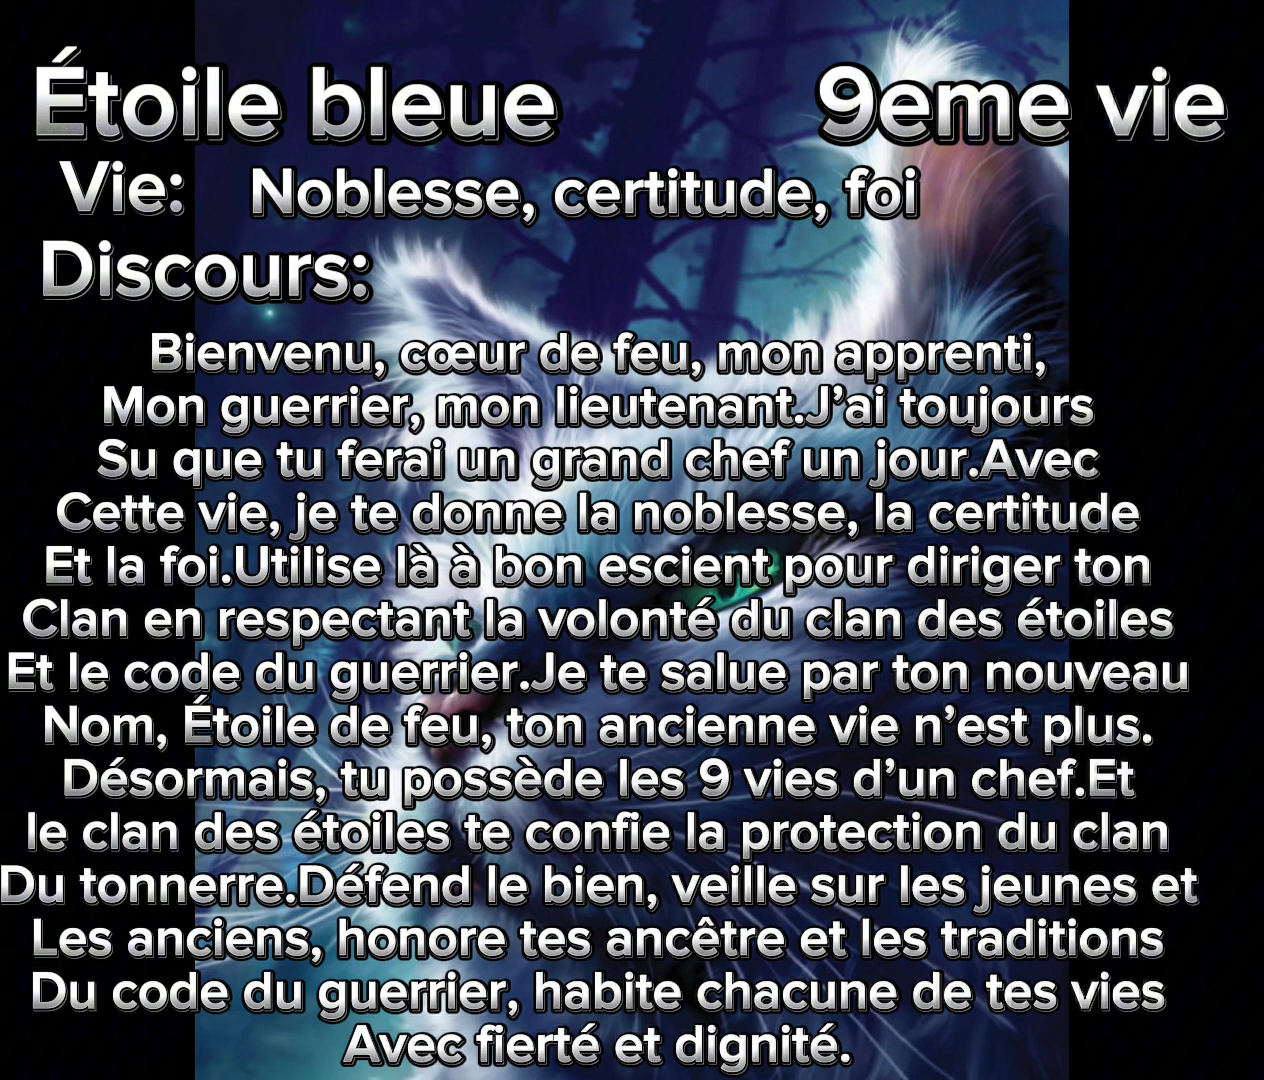 Étoile bleue 9eme vie
Vie: Noblesse, certitude, foi
Discours:
Bienvenu, cœur de feu, mon apprenti,
Mon guerrier, mon lieutenant.J'ai toujours
Su que tu ferai un grand chef un jour.Avec
Cette vie, je te donne la noblesse, la certitude
Et la foi.Utilise là à bon escient pour diriger ton
Clan en respectant la volonté du clan des étoiles
Et le code du guerrier.Je te salue par ton nouveau
Nom, Étoile de feu, ton ancienne vie n'est plus.
Désormais, tu possède les 9 vies d'un chef.Et
le clan des étoiles te confie la protection du clan
Du tonnerre.Défend le bien, veille sur les jeunes et
Les anciens, honore tes ancêtre et les traditions
Du code du guerrier, habite chacune de tes vies
Avec fierté et dignité.